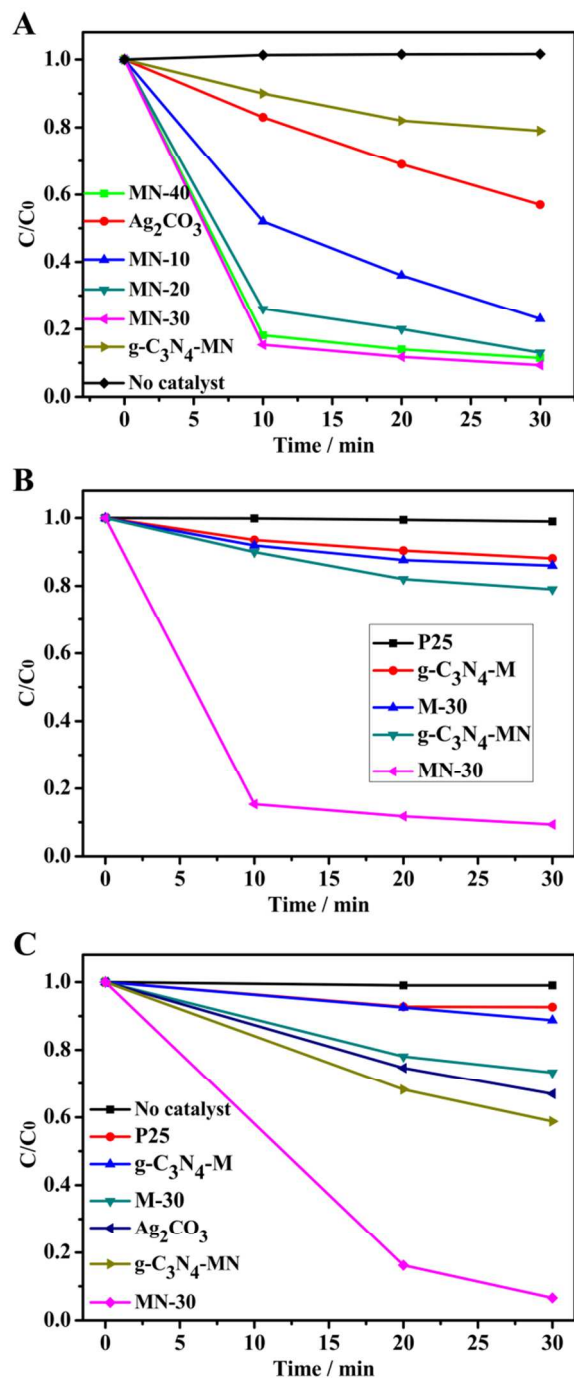 A
1.0
0.8
0.6
0.4
0.2
0.0
C/C0
MN-40
Ag2CO3
MN-10
MN-20
MN-30
g-C3N4-MN
No catalyst
0 5 10 15 20 25 30
Time / min
B
1.0
0.8
0.6
0.4
0.2
0.0
C/C0
P25
g-C3N4-M
M-30
g-C3N4-MN
MN-30
0 5 10 15 20 25 30
Time / min
C
1.0
0.8
0.6
0.4
0.2
0.0
C/C0
No catalyst
P25
g-C3N4-M
M-30
Ag2CO3
g-C3N4-MN
MN-30
0 5 10 15 20 25 30
Time / min